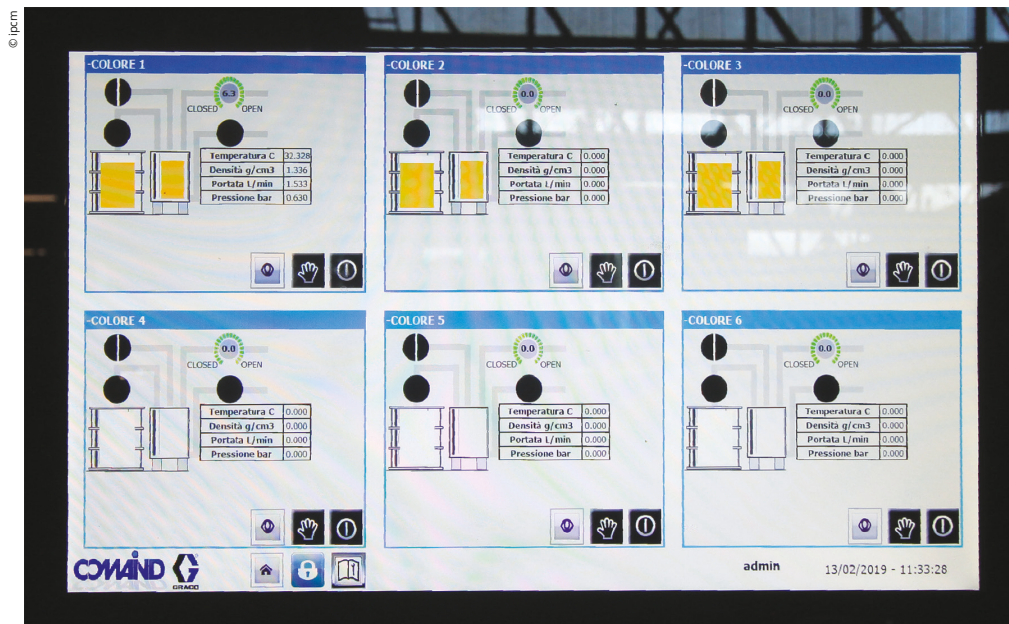 © ipcm
-COLORE 1
6.3
CLOSED OPEN
Temperatura C 32.328
Densità g/cm3 1.336
Portata L/min 1.533
Pressione bar 0.630
-COLORE 2
0.0
CLOSED OPEN
Temperatura C 0.000
Densità g/cm3 0.000
Portata L/min 0.000
Pressione bar 0.000
-COLORE 3
0.0
CLOSED OPEN
Temperatura C 0.000
Densità g/cm3 0.000
Portata L/min 0.000
Pressione bar 0.000
-COLORE 4
0.0
CLOSED OPEN
Temperatura C 0.000
Densità g/cm3 0.000
Portata L/min 0.000
Pressione bar 0.000
-COLORE 5
0.0
CLOSED OPEN
Temperatura C 0.000
Densità g/cm3 0.000
Portata L/min 0.000
Pressione bar 0.000
-COLORE 6
0.0
CLOSED OPEN
Temperatura C 0.000
Densità g/cm3 0.000
Portata L/min 0.000
Pressione bar 0.000
COMAND
GRACO
admin
13/02/2019 - 11:33:28